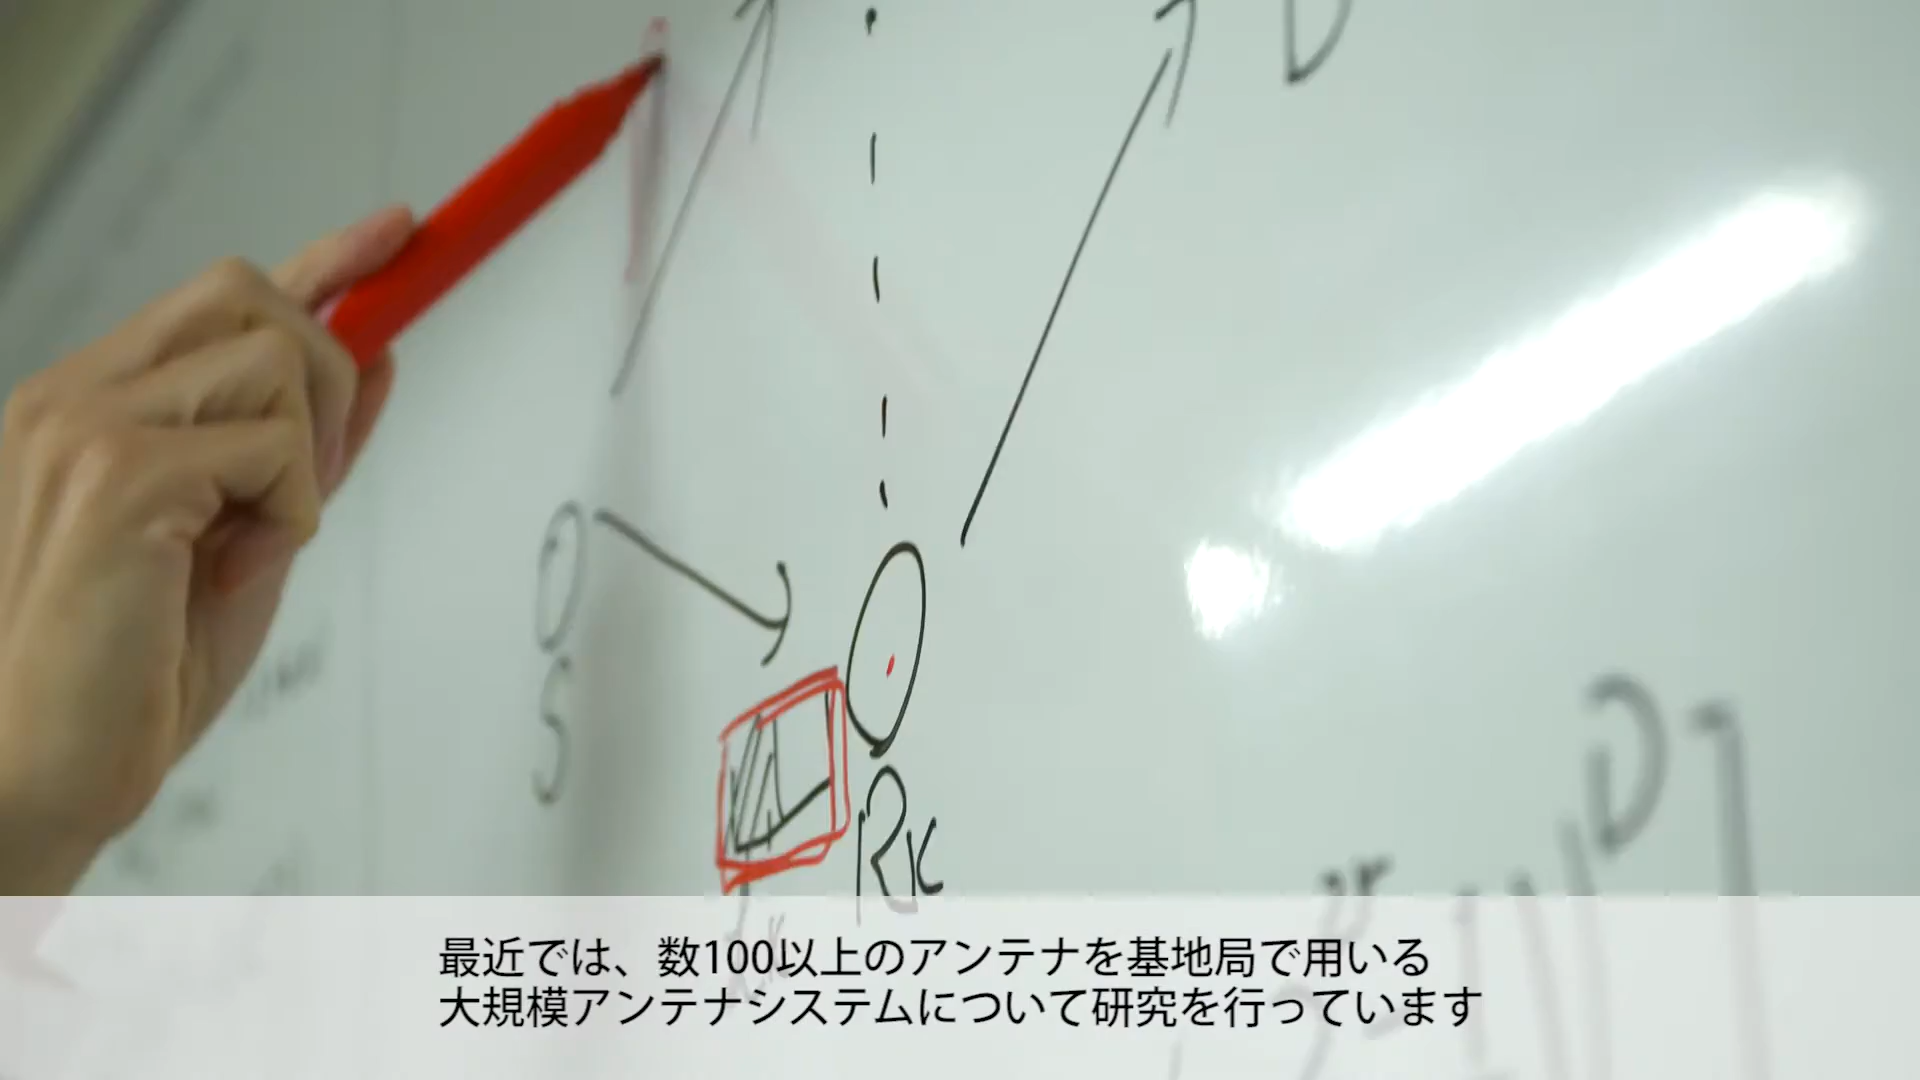 D
S
RK
D
最近では、数100以上のアンテナを基地局で用いる
大規模アンテナシステムについて研究を行っています